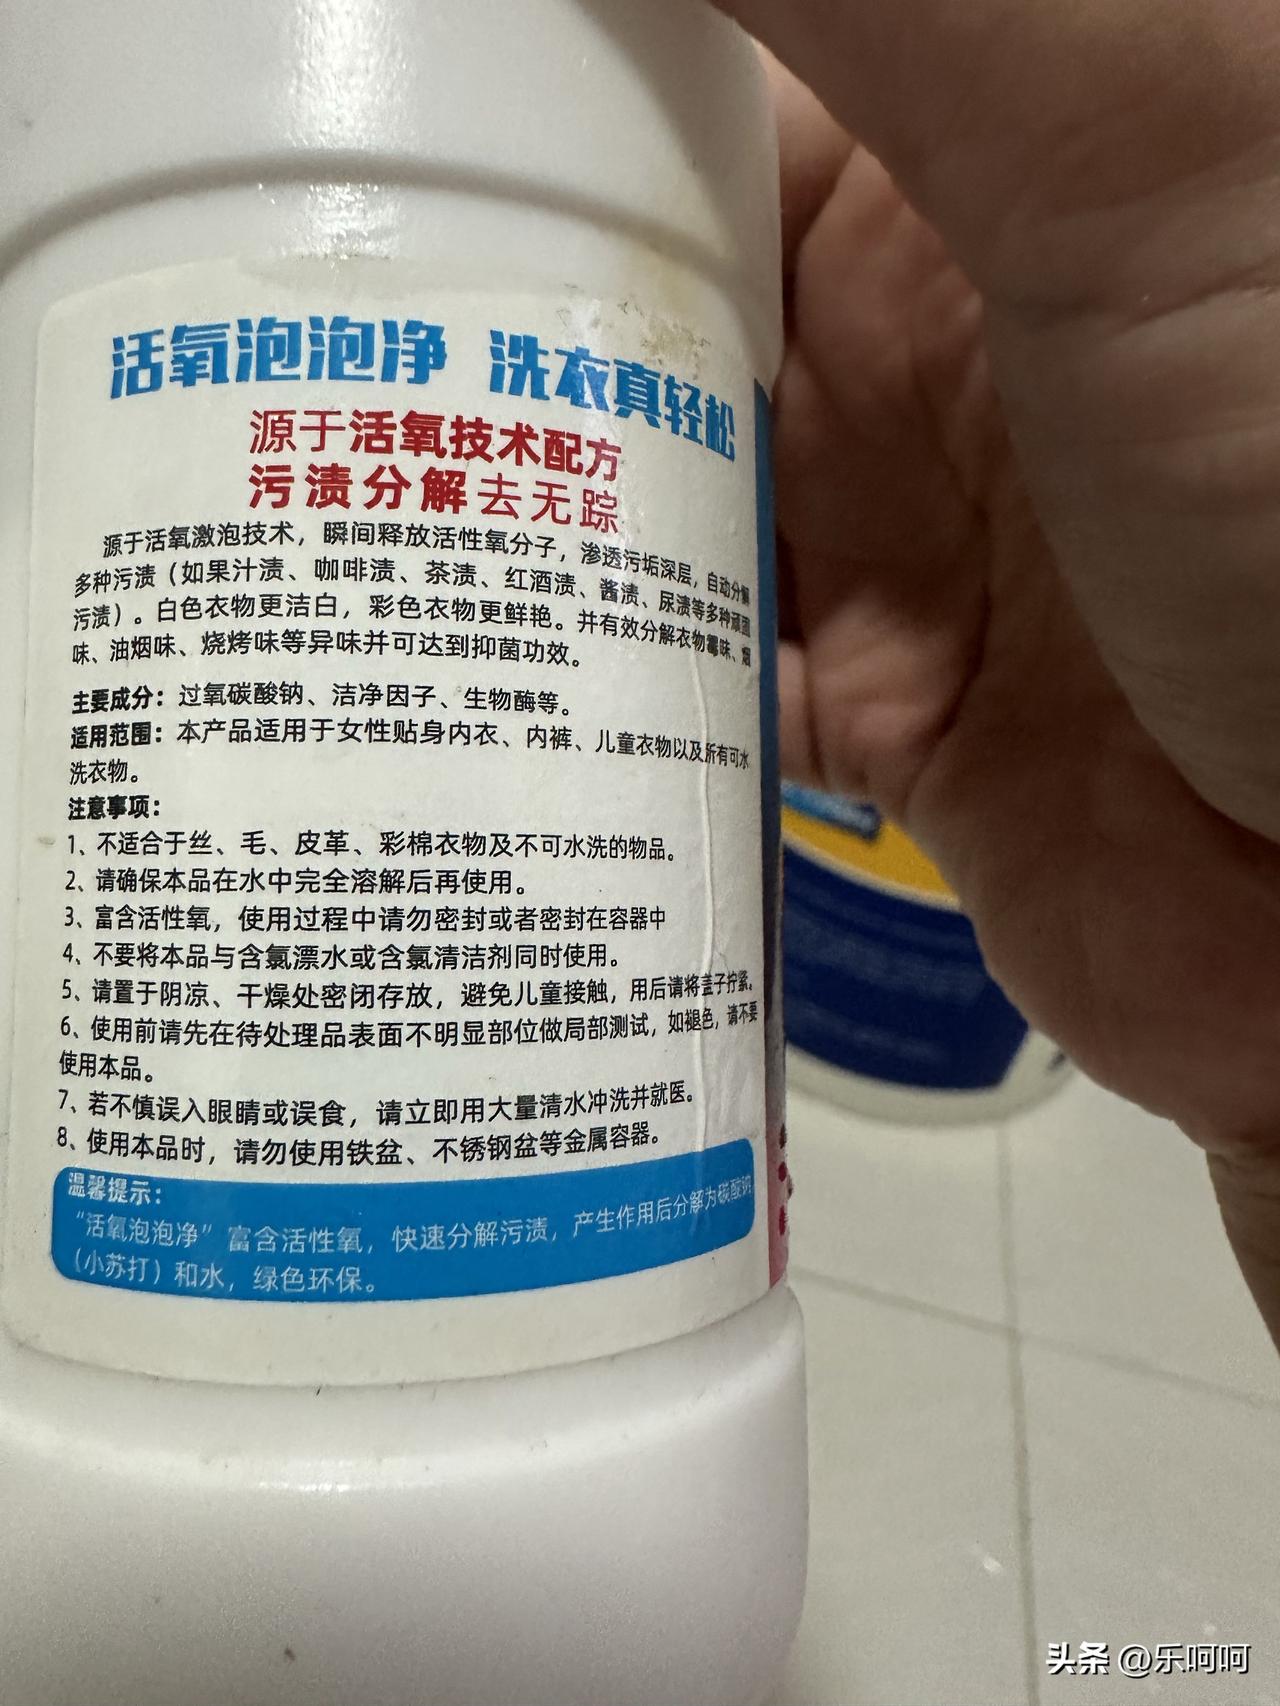 活氧泡泡净 洗衣真轻松
源于活氧技术配方
污渍分解去无踪
源于活氧激泡技术，瞬间释放活性氧分子，渗透污垢深层，自动分解
多种污渍（如果汁渍、咖啡渍、茶渍、红酒渍、酱渍、尿渍等多种顽固
污渍）。白色衣物更洁白，彩色衣物更鲜艳。并有效分解衣物霉味、烟
味、油烟味、烧烤味等异味并可达到抑菌功效。
主要成分：过氧碳酸钠、洁净因子、生物酶等。
适用范围：本产品适用于女性贴身内衣、内裤、儿童衣物以及所有可水
洗衣物。
注意事项：
1、不适合于丝、毛、皮革、彩棉衣物及不可水洗的物品。
2、请确保本品在水中完全溶解后再使用。
3、富含活性氧，使用过程中请勿密封或者密封在容器中
4、不要将本品与含氯漂水或含氯清洁剂同时使用。
5、请置于阴凉、干燥处密闭存放，避免儿童接触，用后请将盖子拧紧。
6、使用前请先在待处理品表面不明显部位做局部测试，如褪色，请不要
使用本品。
7、若不慎误入眼睛或误食，请立即用大量清水冲洗并就医。
8、使用本品时，请勿使用铁盆、不锈钢盆等金属容器。
温馨提示：
“活氧泡泡净”富含活性氧，快速分解污渍，产生作用后分解为碳酸钠
（小苏打）和水，绿色环保。
头条 @乐呵呵